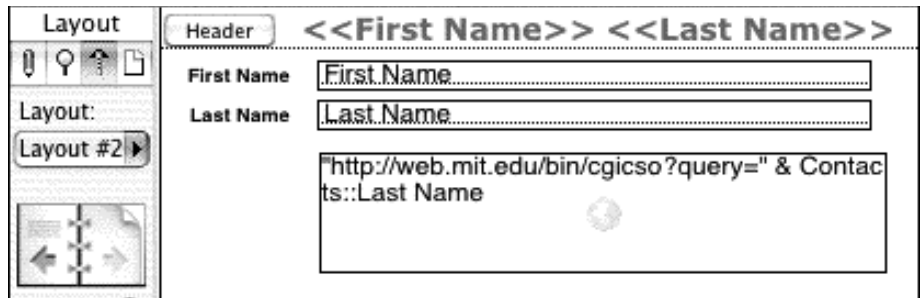 Layout
Layout:
Layout #2
Header
<<First Name>> <<Last Name>>
First Name
First Name
Last Name
Last Name
"http://web.mit.edu/bin/cgicso?query=" & Contac
ts::Last Name